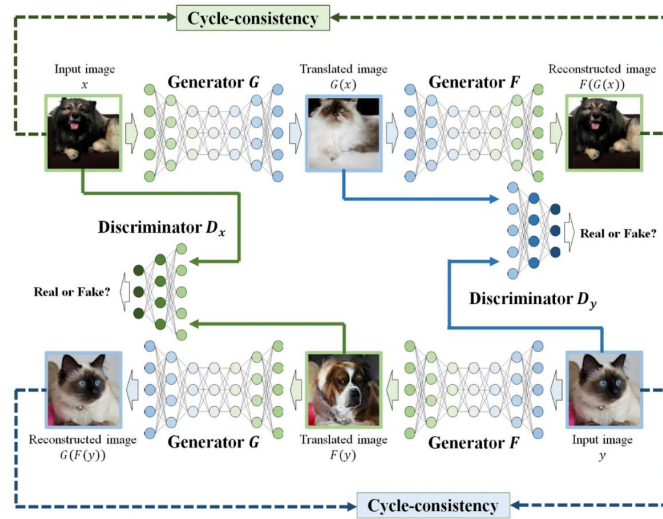 Cycle-consistency
Input image
x
Generator G
Translated image
G(x)
Generator F
Reconstructed image
F(G(x))
Discriminator Dx
Real or Fake?
Real or Fake?
Discriminator Dy
Reconstructed image
G(F(y))
Generator G
Translated image
F(y)
Generator F
Input image
y
Cycle-consistency